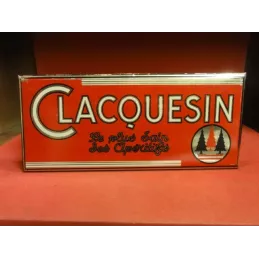 CLACQUESIN
Le plus Sain
des Apéritifs